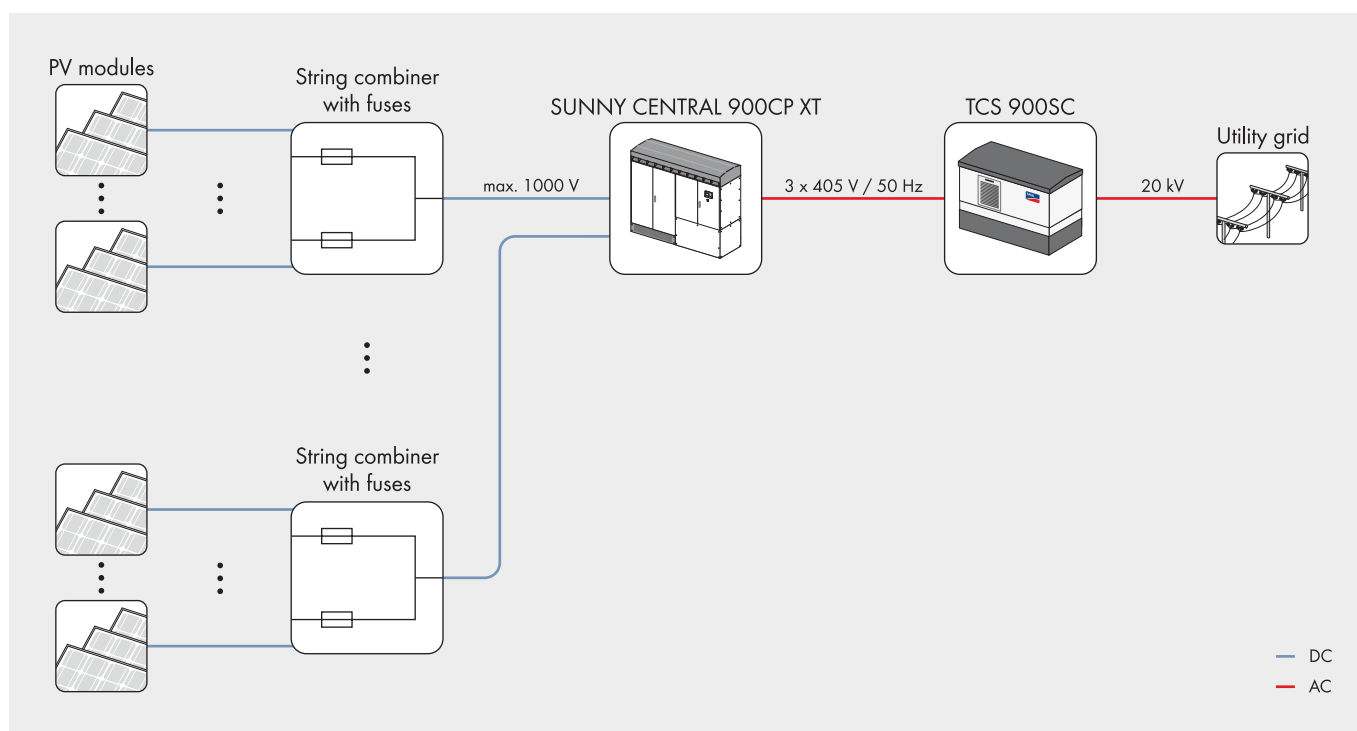 PV modules
String combiner
with fuses
SUNNY CENTRAL 900CP XT
TCS 900SC
Utility grid
max. 1000 V
3 x 405 V / 50 Hz
20 kV
String combiner
with fuses
DC
AC